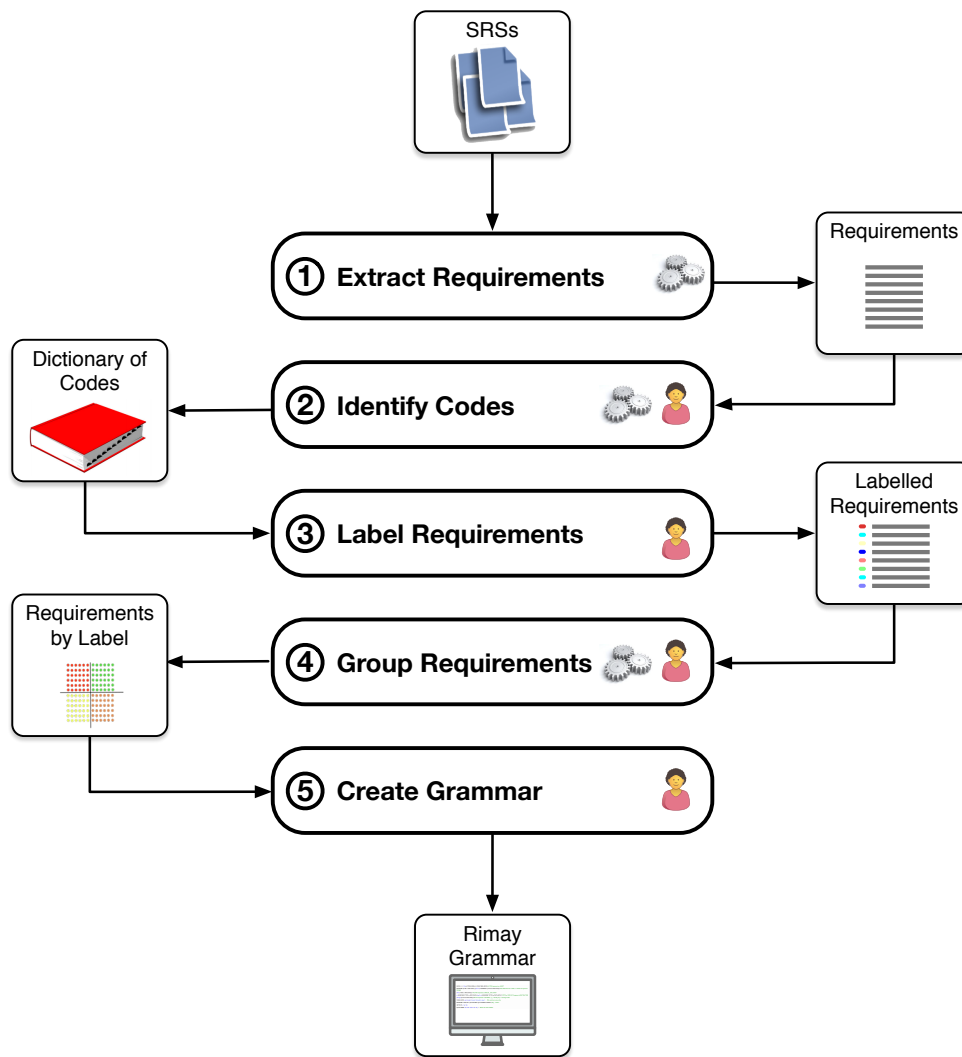 SRSs
1 Extract Requirements
Requirements
Dictionary of
Codes
2 Identify Codes
3 Label Requirements
Labelled
Requirements
Requirements
by Label
4 Group Requirements
5 Create Grammar
Rimay
Grammar